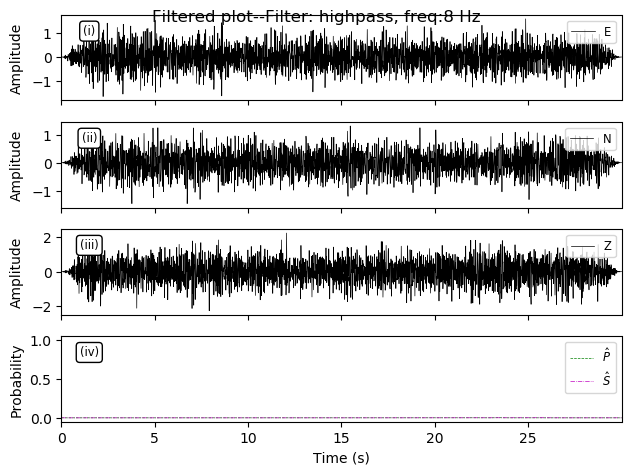 Filtered plot--Filter: highpass, freq:8 Hz
Amplitude
1
0
−1
(i)
E
Amplitude
1
0
−1
(ii)
N
Amplitude
2
0
−2
(iii)
Z
Probability
1.0
0.5
0.0
(iv)
P̂
Ŝ
0 5 10 15 20 25
Time (s)